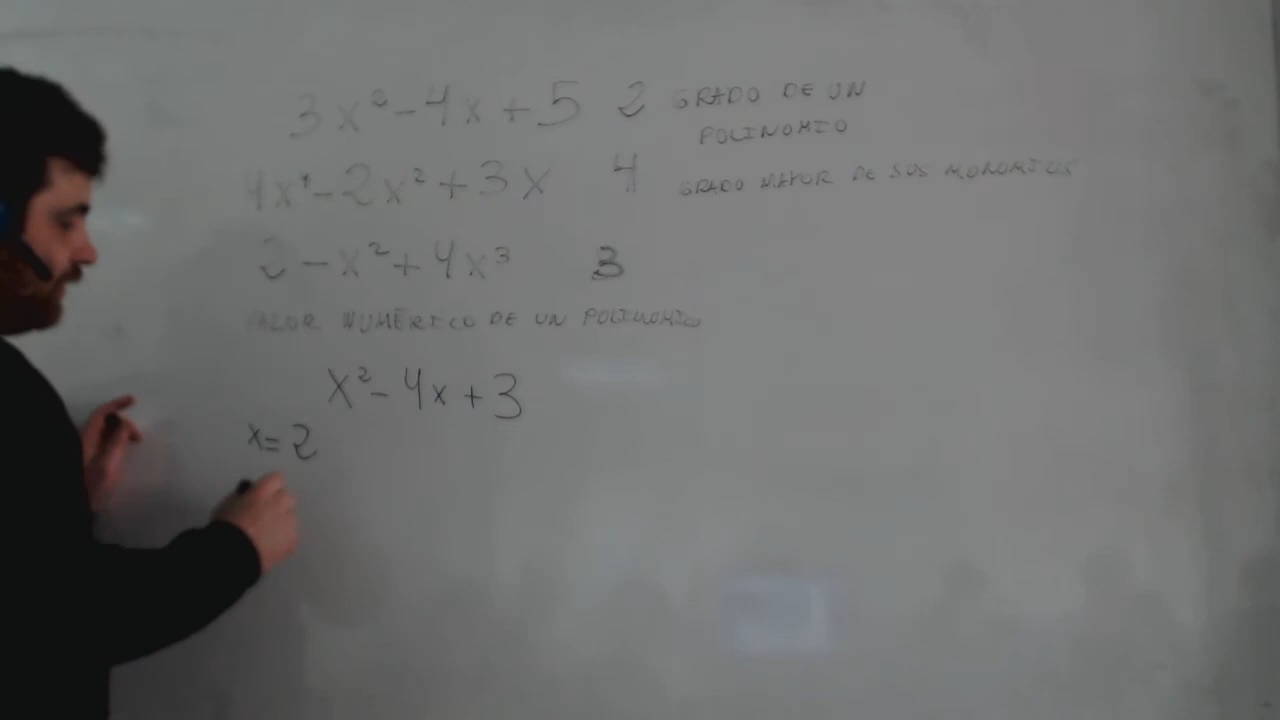 3x² - 4x + 5 2 GRADO DE UN
POLINOMIO
4x⁴ - 2x² + 3x 4 GRADO MAYOR DE SUS MONOMIOS
2 - x² + 4x³ 3
VALOR NUMÉRICO DE UN POLINOMIO
x² - 4x + 3
x = 2